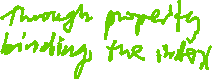 through property
binding, the index